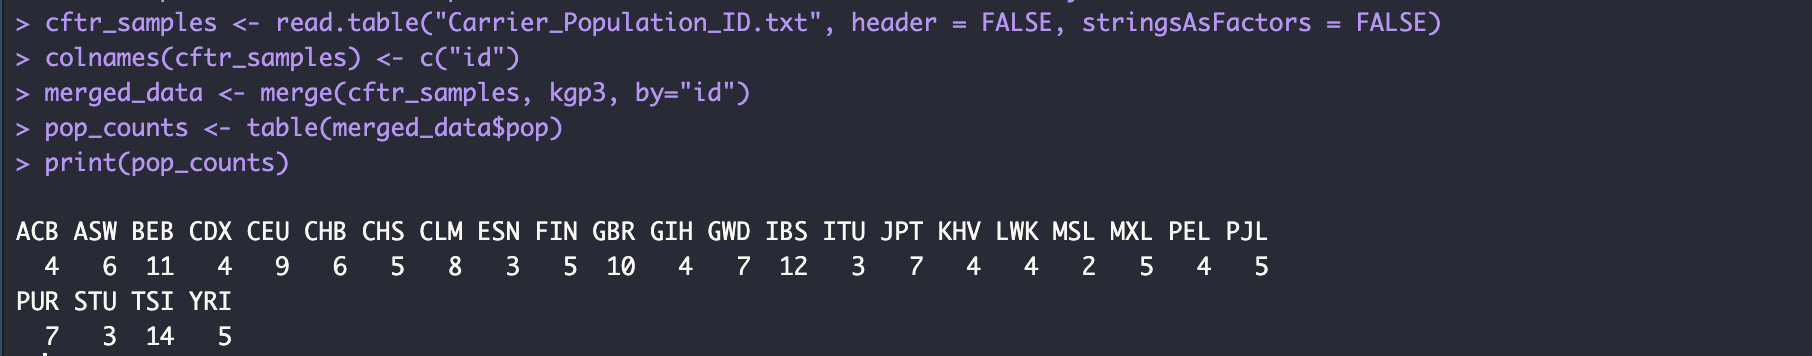 > cftr_samples <- read.table("Carrier_Population_ID.txt", header = FALSE, stringsAsFactors = FALSE)
> colnames(cftr_samples) <- c("id")
> merged_data <- merge(cftr_samples, kgp3, by="id")
> pop_counts <- table(merged_data$pop)
> print(pop_counts)
ACB ASW BEB CDX CEU CHB CHS CLM ESN FIN GBR GIH GWD IBS ITU JPT KHV LWK MSL MXL PEL PJL
4 6 11 4 9 6 5 8 3 5 10 4 7 12 3 7 4 4 2 5 4 5
PUR STU TSI YRI
7 3 14 5